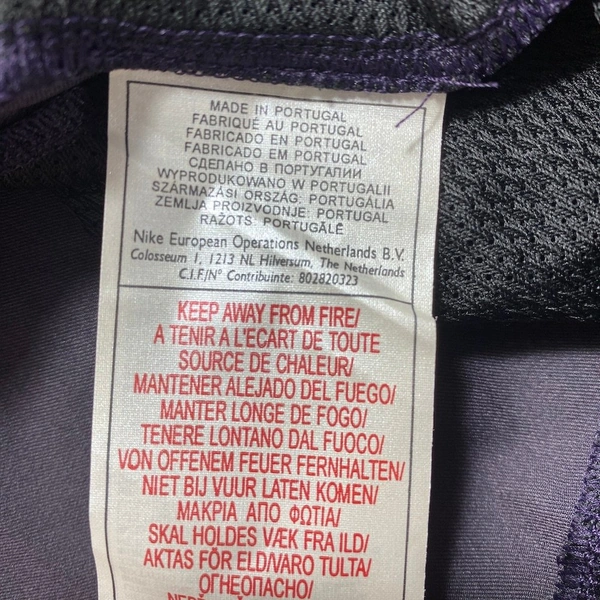 MADE IN PORTUGAL
FABRIQUÉ AU PORTUGAL
FABRICADO EN PORTUGAL
FABRICADO EM PORTUGAL
СДЕЛАНО В ПОРТУГАЛИИ
WYPRODUKOWANO W PORTUGALII
SZÁRMAZÁSI ORSZÁG: PORTUGÁLIA
ZEMLJA PROIZVODNJE: PORTUGAL
RAŽOTS. PORTUGĀLĒ
Nike European Operations Netherlands B.V.
Colosseum 1, 1213 NL Hilversum, The Netherlands
C.I.F./N° Contribuinte: 802820323
KEEP AWAY FROM FIRE/
A TENIR A L'ECART DE TOUTE
SOURCE DE CHALEUR/
MANTENER ALEJADO DEL FUEGO/
MANTER LONGE DE FOGO/
TENERE LONTANO DAL FUOCO/
VON OFFENEM FEUER FERNHALTEN/
NIET BIJ VUUR LATEN KOMEN/
ΜΑΚΡΙΑ ΑΠΟ ΦΩΤΙΑ/
SKAL HOLDES VÆK FRA ILD/
AKTAS FÖR ELD/VARO TULTA/
ОГНЕОПАСНО/